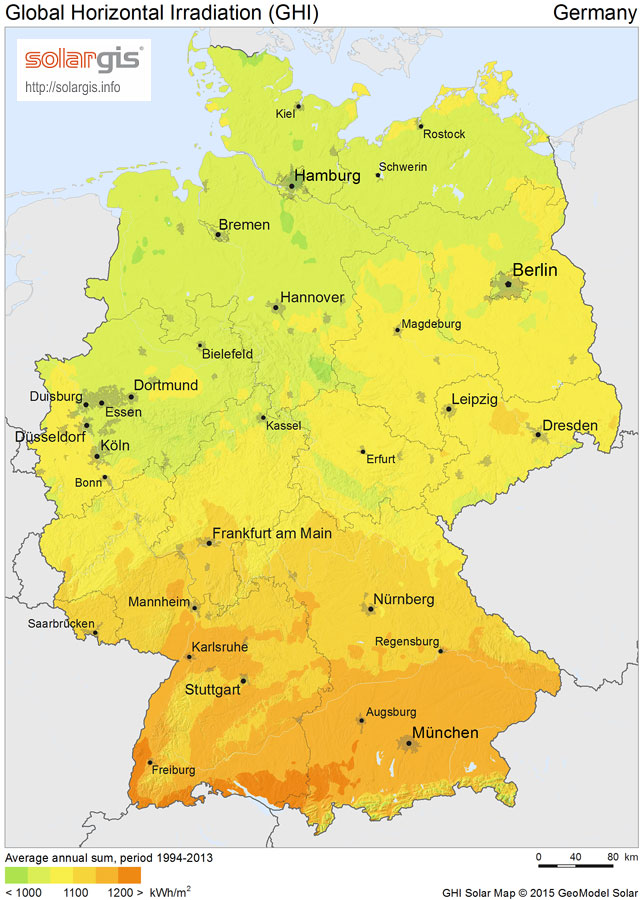 Global Horizontal Irradiation (GHI)
Germany
solargis®
http://solargis.info
Kiel
Rostock
Schwerin
Hamburg
Bremen
Berlin
Hannover
Magdeburg
Bielefeld
Dortmund
Duisburg
Essen
Leipzig
Kassel
Dresden
Düsseldorf
Köln
Erfurt
Bonn
Frankfurt am Main
Mannheim
Nürnberg
Saarbrücken
Karlsruhe
Regensburg
Stuttgart
Augsburg
München
Freiburg
Average annual sum, period 1994-2013
< 1000 1100 1200 > kWh/m²
0 40 80 km
GHI Solar Map © 2015 GeoModel Solar